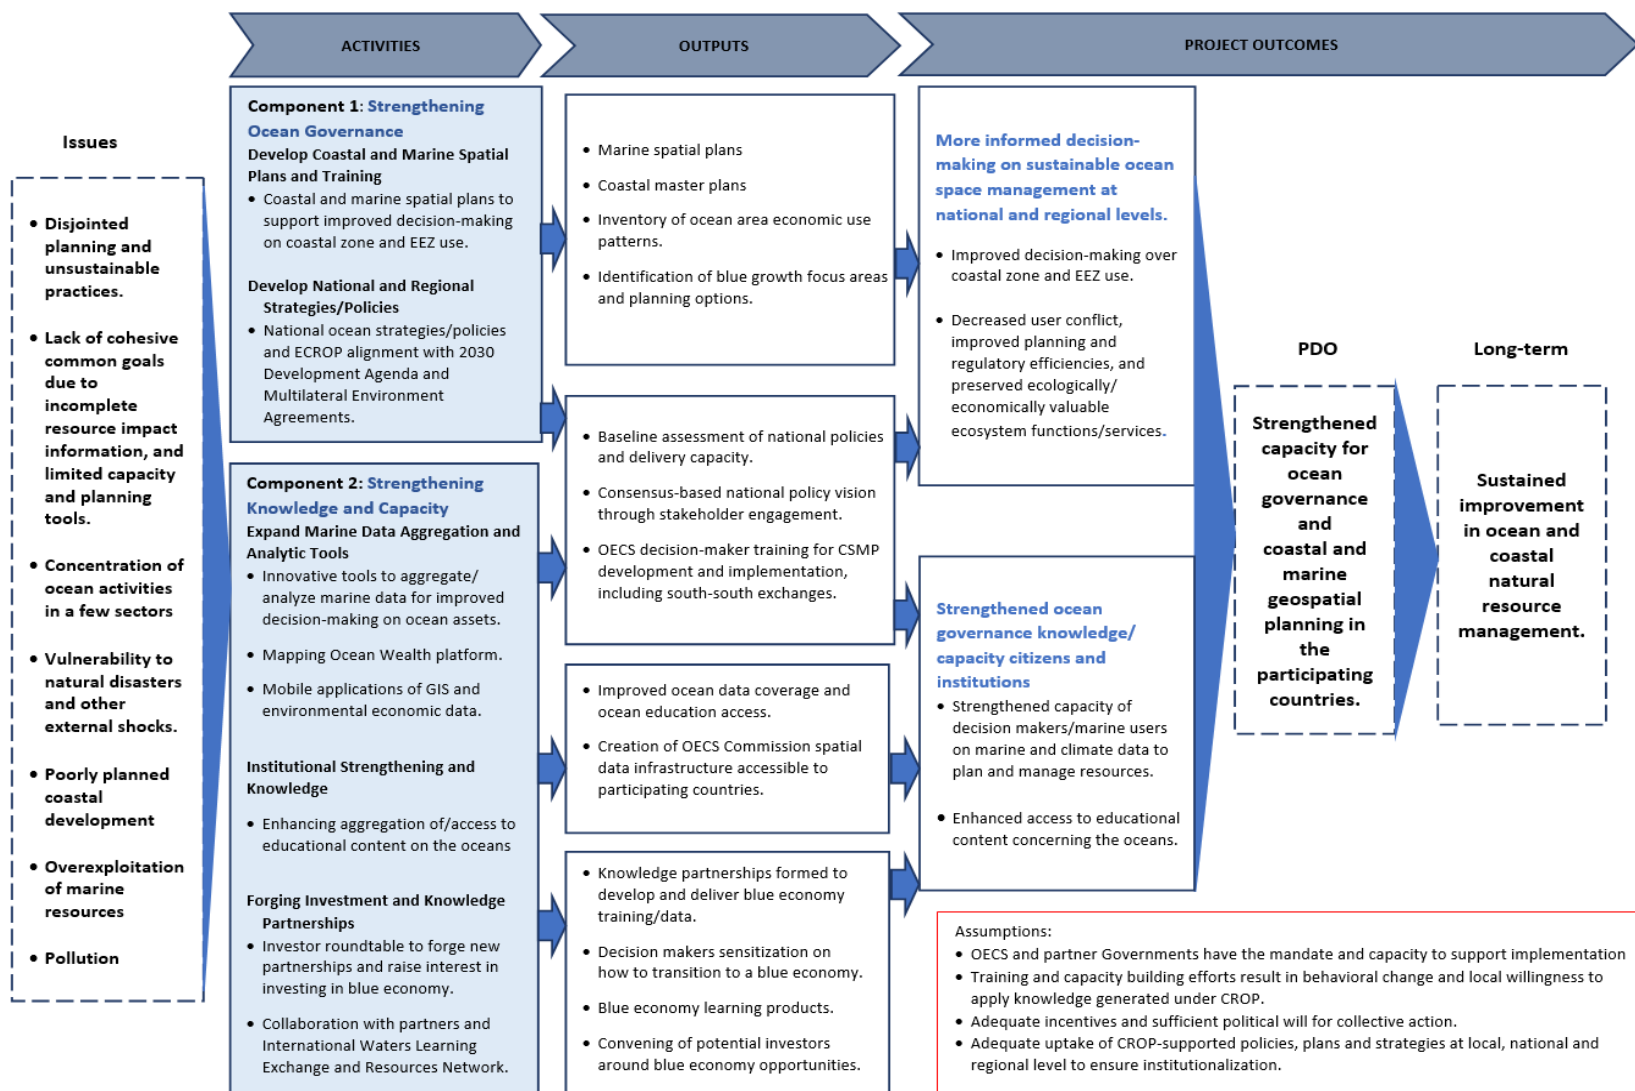 ACTIVITIES
OUTPUTS
PROJECT OUTCOMES
Issues
• Disjointed
planning and
unsustainable
practices.
• Lack of cohesive
common goals
due to
incomplete
resource impact
information, and
limited capacity
and planning
tools.
• Concentration of
ocean activities
in a few sectors
• Vulnerability to
natural disasters
and other
external shocks.
• Poorly planned
coastal
development
• Overexploitation
of marine
resources
• Pollution
Component 1: Strengthening
Ocean Governance
Develop Coastal and Marine Spatial
Plans and Training
• Coastal and marine spatial plans to
support improved decision-making
on coastal zone and EEZ use.
Develop National and Regional
Strategies/Policies
• National ocean strategies/policies
and ECROP alignment with 2030
Development Agenda and
Multilateral Environment
Agreements.
Component 2: Strengthening
Knowledge and Capacity
Expand Marine Data Aggregation and
Analytic Tools
• Innovative tools to aggregate/
analyze marine data for improved
decision-making on ocean assets.
• Mapping Ocean Wealth platform.
• Mobile applications of GIS and
environmental economic data.
Institutional Strengthening and
Knowledge
• Enhancing aggregation of/access to
educational content on the oceans
Forging Investment and Knowledge
Partnerships
• Investor roundtable to forge new
partnerships and raise interest in
investing in blue economy.
• Collaboration with partners and
International Waters Learning
Exchange and Resources Network.
• Marine spatial plans
• Coastal master plans
• Inventory of ocean area economic use
patterns.
• Identification of blue growth focus areas
and planning options.
• Baseline assessment of national policies
and delivery capacity.
• Consensus-based national policy vision
through stakeholder engagement.
• OECS decision-maker training for CSMP
development and implementation,
including south-south exchanges.
• Improved ocean data coverage and
ocean education access.
• Creation of OECS Commission spatial
data infrastructure accessible to
participating countries.
• Knowledge partnerships formed to
develop and deliver blue economy
training/data.
• Decision makers sensitization on
how to transition to a blue economy.
• Blue economy learning products.
• Convening of potential investors
around blue economy opportunities.
More informed decision-
making on sustainable ocean
space management at
national and regional levels.
• Improved decision-making over
coastal zone and EEZ use.
• Decreased user conflict,
improved planning and
regulatory efficiencies, and
preserved ecologically/
economically valuable
ecosystem functions/services.
Strengthened ocean
governance knowledge/
capacity citizens and
institutions
• Strengthened capacity of
decision makers/marine users
on marine and climate data to
plan and manage resources.
• Enhanced access to educational
content concerning the oceans.
PDO
Strengthened
capacity for
ocean
governance
and
coastal and
marine
geospatial
planning in
the
participating
countries.
Long-term
Sustained
improvement
in ocean and
coastal
natural
resource
management.
Assumptions:
• OECS and partner Governments have the mandate and capacity to support implementation
• Training and capacity building efforts result in behavioral change and local willingness to
apply knowledge generated under CROP.
• Adequate incentives and sufficient political will for collective action.
• Adequate uptake of CROP-supported policies, plans and strategies at local, national and
regional level to ensure institutionalization.